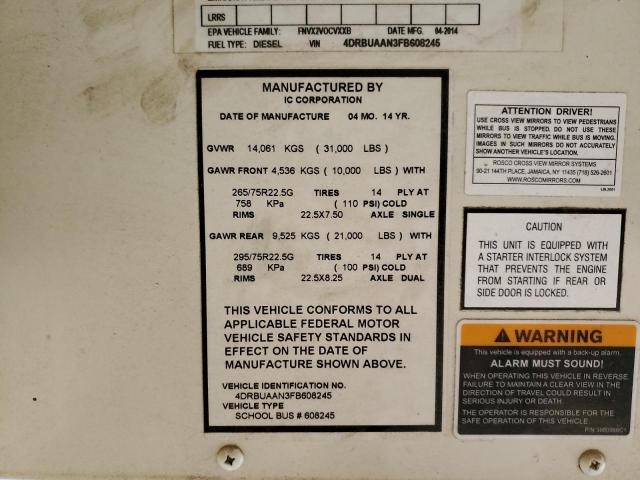 LRRS
EPA VEHICLE FAMILY: FNVX2VOCVXXB DATE MFG. 04-2014
FUEL TYPE: DIESEL VIN 4DRBUAAN3FB608245
MANUFACTURED BY
IC CORPORATION
DATE OF MANUFACTURE 04 MO. 14 YR.
GVWR 14,061 KGS ( 31,000 LBS )
GAWR FRONT 4,536 KGS ( 10,000 LBS ) WITH
265/75R22.5G TIRES 14 PLY AT
758 KPa ( 110 PSI) COLD
RIMS 22.5X7.50 AXLE SINGLE
GAWR REAR 9,525 KGS ( 21,000 LBS ) WITH
295/75R22.5G TIRES 14 PLY AT
689 KPa ( 100 PSI) COLD
RIMS 22.5X8.25 AXLE DUAL
THIS VEHICLE CONFORMS TO ALL
APPLICABLE FEDERAL MOTOR
VEHICLE SAFETY STANDARDS IN
EFFECT ON THE DATE OF
MANUFACTURE SHOWN ABOVE.
VEHICLE IDENTIFICATION NO.
4DRBUAAN3FB608245
VEHICLE TYPE
SCHOOL BUS # 608245
ATTENTION DRIVER!
USE CROSS VIEW MIRRORS TO VIEW PEDESTRIANS
WHILE BUS IS STOPPED. DO NOT USE THESE
MIRRORS TO VIEW TRAFFIC WHILE BUS IS MOVING.
IMAGES IN SUCH MIRRORS DO NOT ACCURATELY
SHOW ANOTHER VEHICLE'S LOCATION.
ROSCO CROSS VIEW MIRROR SYSTEMS
90-21 144TH PLACE, JAMAICA, NY 11435 (718) 526-2601
WWW.ROSCOMIRRORS.COM
CAUTION
THIS UNIT IS EQUIPPED WITH
A STARTER INTERLOCK SYSTEM
THAT PREVENTS THE ENGINE
FROM STARTING IF REAR OR
SIDE DOOR IS LOCKED.
WARNING
This vehicle is equipped with a back-up alarm.
ALARM MUST SOUND!
WHEN OPERATING THIS VEHICLE IN REVERSE,
FAILURE TO MAINTAIN A CLEAR VIEW IN THE
DIRECTION OF TRAVEL COULD RESULT IN
SERIOUS INJURY OR DEATH.
THE OPERATOR IS RESPONSIBLE FOR THE
SAFE OPERATION OF THIS VEHICLE.